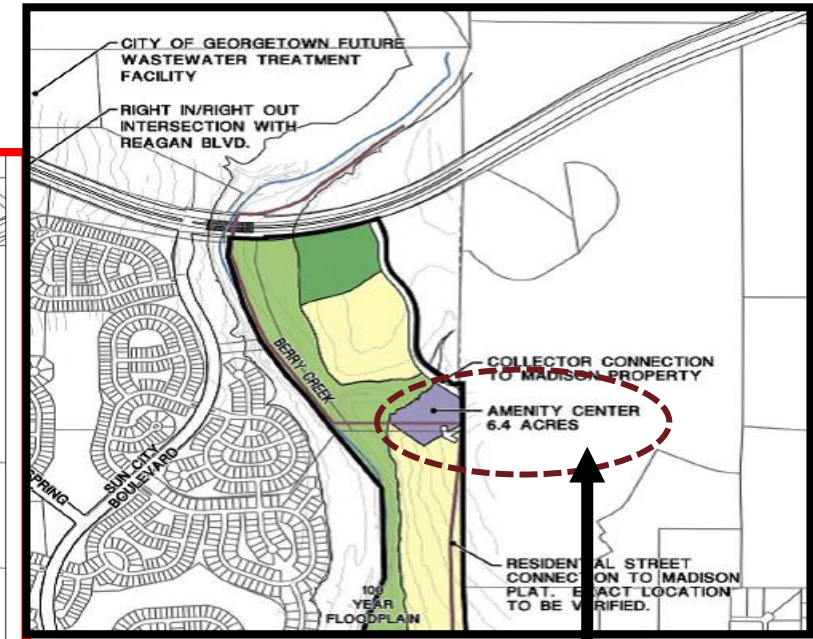 CITY OF GEORGETOWN FUTURE
WASTEWATER TREATMENT
FACILITY
RIGHT IN/RIGHT OUT
INTERSECTION WITH
REAGAN BLVD.
BERRY CREEK
COLLECTOR CONNECTION
TO MADISON PROPERTY
AMENITY CENTER
6.4 ACRES
SUN CITY
BOULEVARD
SPRING
RESIDENTIAL STREET
CONNECTION TO MADISON
PLAT. EXACT LOCATION
TO BE VERIFIED.
100
YEAR
FLOODPLAIN